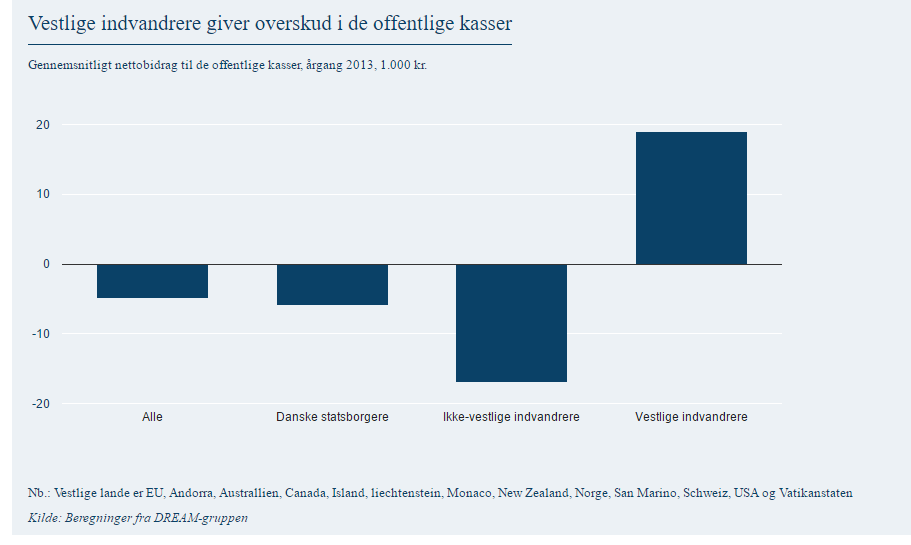 Vestlige indvandrere giver overskud i de offentlige kasser
Gennemsnitligt nettobidrag til de offentlige kasser, årgang 2013, 1.000 kr.
20
10
0
-10
-20
Alle Danske statsborgere Ikke-vestlige indvandrere Vestlige indvandrere
Nb.: Vestlige lande er EU, Andorra, Australlien, Canada, Island, liechtenstein, Monaco, New Zealand, Norge, San Marino, Schweiz, USA og Vatikanstaten
Kilde: Beregninger fra DREAM-gruppen